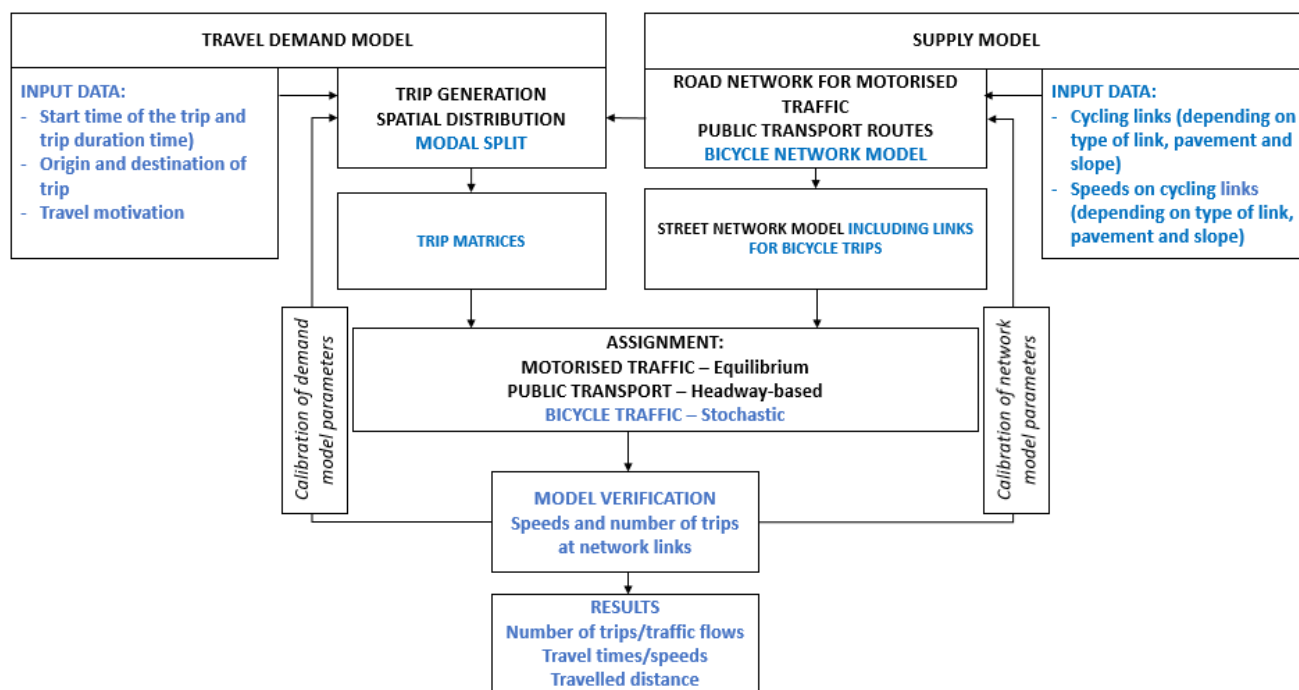 TRAVEL DEMAND MODEL
SUPPLY MODEL
INPUT DATA:
- Start time of the trip and
trip duration time)
- Origin and destination of
trip
- Travel motivation
TRIP GENERATION
SPATIAL DISTRIBUTION
MODAL SPLIT
ROAD NETWORK FOR MOTORISED
TRAFFIC
PUBLIC TRANSPORT ROUTES
BICYCLE NETWORK MODEL
INPUT DATA:
- Cycling links (depending on
type of link, pavement and
slope)
- Speeds on cycling links
(depending on type of link,
pavement and slope)
TRIP MATRICES
STREET NETWORK MODEL INCLUDING LINKS
FOR BICYCLE TRIPS
Calibration of demand
model parameters
ASSIGNMENT:
MOTORISED TRAFFIC – Equilibrium
PUBLIC TRANSPORT – Headway-based
BICYCLE TRAFFIC – Stochastic
Calibration of network
model parameters
MODEL VERIFICATION
Speeds and number of trips
at network links
RESULTS
Number of trips/traffic flows
Travel times/speeds
Travelled distance